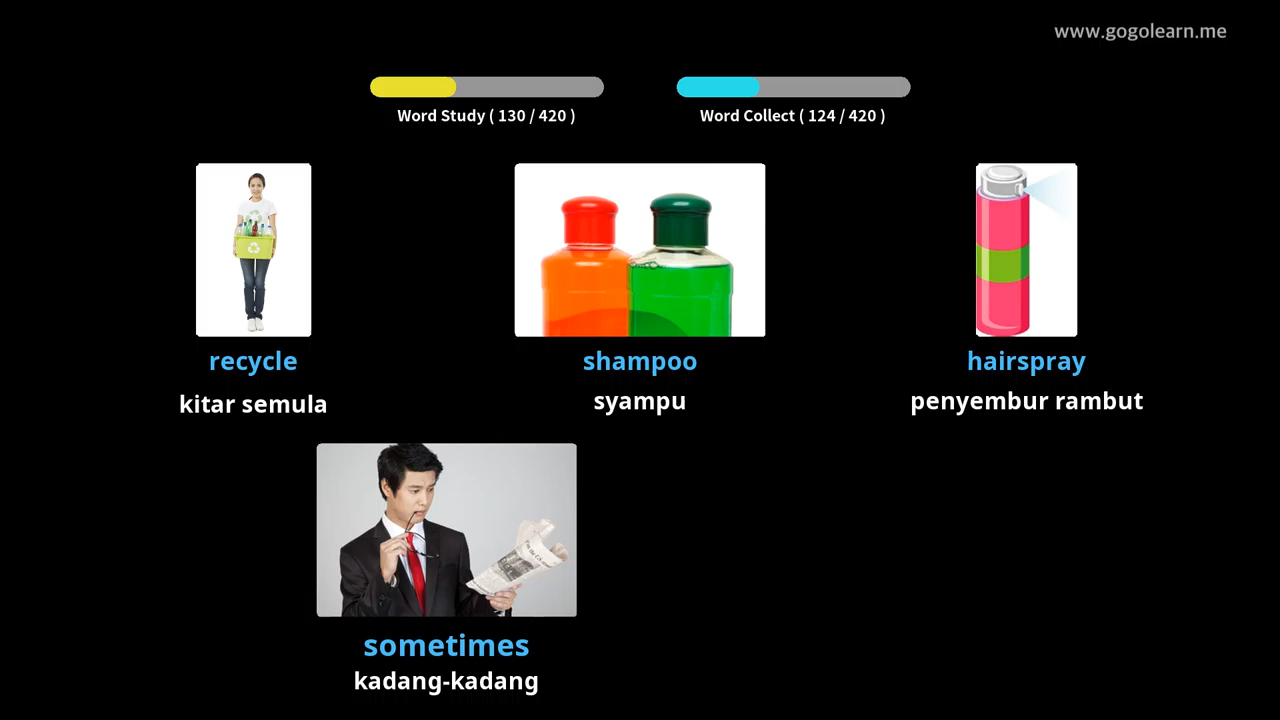 www.gogolearn.me
Word Study ( 130 / 420 )
Word Collect ( 124 / 420 )
recycle
kitar semula
shampoo
syampu
hairspray
penyembur rambut
sometimes
kadang-kadang